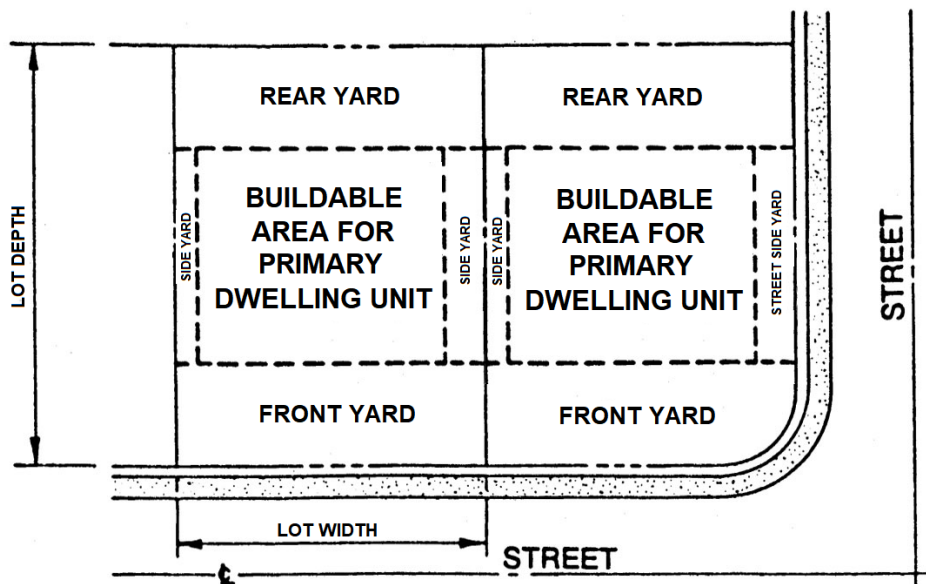 REAR YARD
REAR YARD
LOT DEPTH
SIDE YARD
BUILDABLE
AREA FOR
PRIMARY
DWELLING UNIT
SIDE YARD
SIDE YARD
BUILDABLE
AREA FOR
PRIMARY
DWELLING UNIT
STREET SIDE YARD
STREET
FRONT YARD
FRONT YARD
LOT WIDTH
STREET
℄